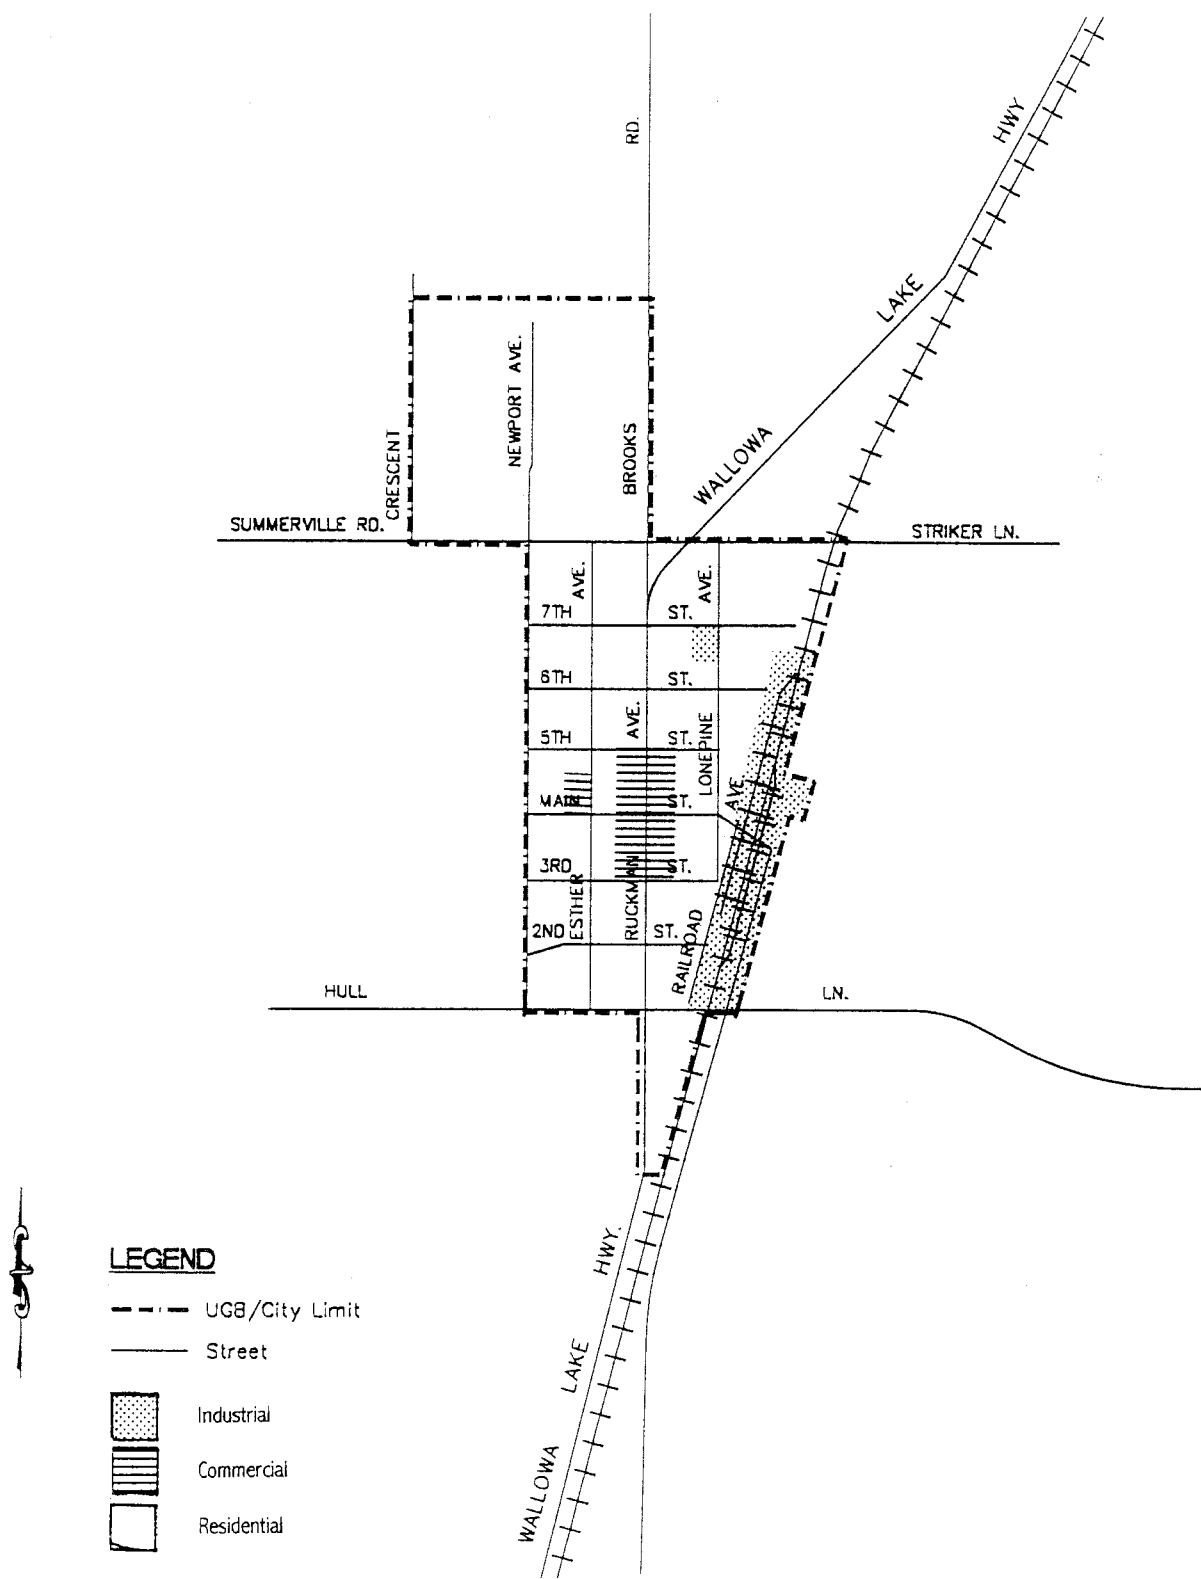 HWY
RD.
LAKE
NEWPORT AVE.
BROOKS
CRESCENT
WALLOWA
SUMMERVILLE RD.
STRIKER LN.
AVE.
AVE.
7TH ST.
6TH ST.
AVE.
5TH ST.
LONEPINE
AVE.
MAIN ST.
3RD ST.
ESTHER
RUCKMAN
2ND ST.
RAILROAD
HULL LN.
HWY.
LAKE
WALLOWA
LEGEND
UGB/City Limit
Street
Industrial
Commercial
Residential